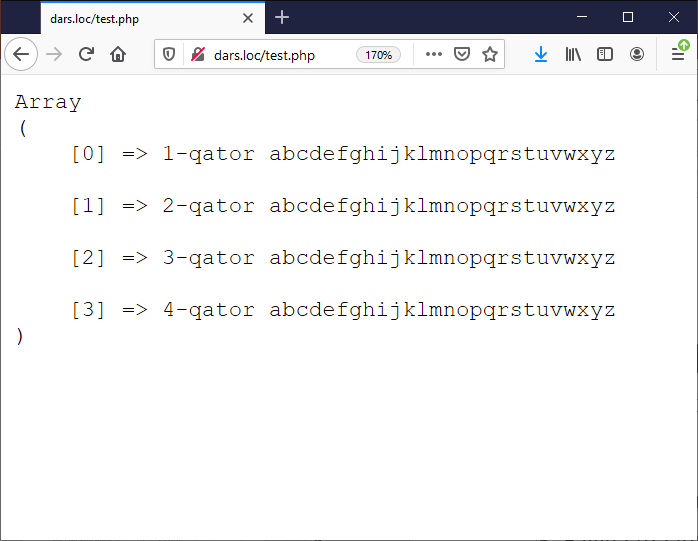 dars.loc/test.php
dars.loc/test.php 170%
Array
(
    [0] => 1-qator abcdefghijklmnopqrstuvwxyz
    [1] => 2-qator abcdefghijklmnopqrstuvwxyz
    [2] => 3-qator abcdefghijklmnopqrstuvwxyz
    [3] => 4-qator abcdefghijklmnopqrstuvwxyz
)